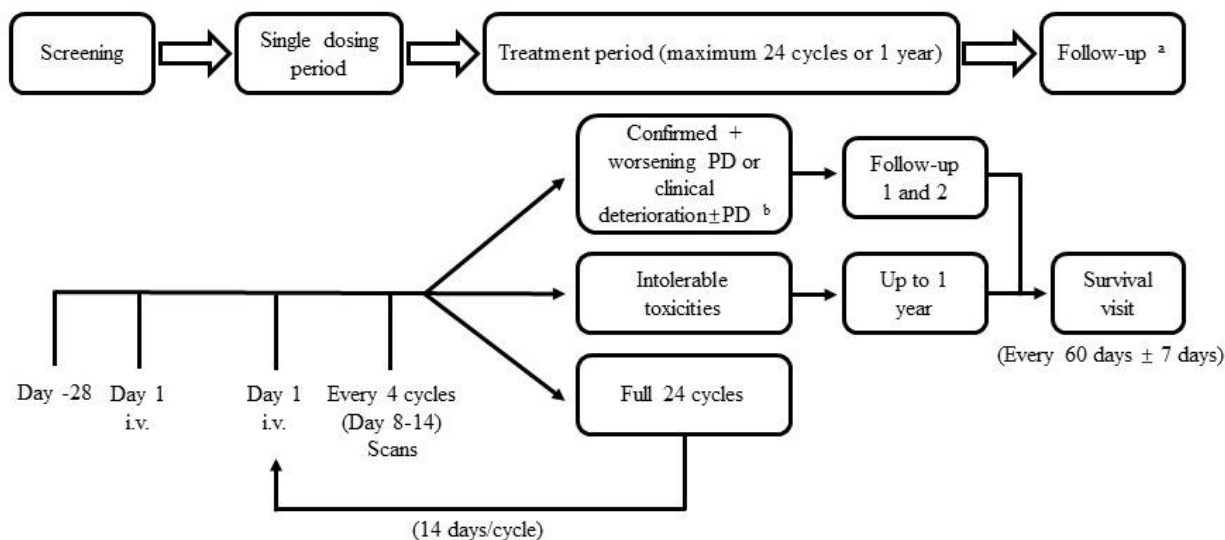 Screening
Single dosing
period
Treatment period (maximum 24 cycles or 1 year)
Follow-up ª
Confirmed +
worsening PD or
clinical
deterioration±PD ᵇ
Follow-up
1 and 2
Intolerable
toxicities
Up to 1
year
Survival
visit
(Every 60 days ± 7 days)
Day -28
Day 1
i.v.
Day 1
i.v.
Every 4 cycles
(Day 8-14)
Scans
Full 24 cycles
(14 days/cycle)